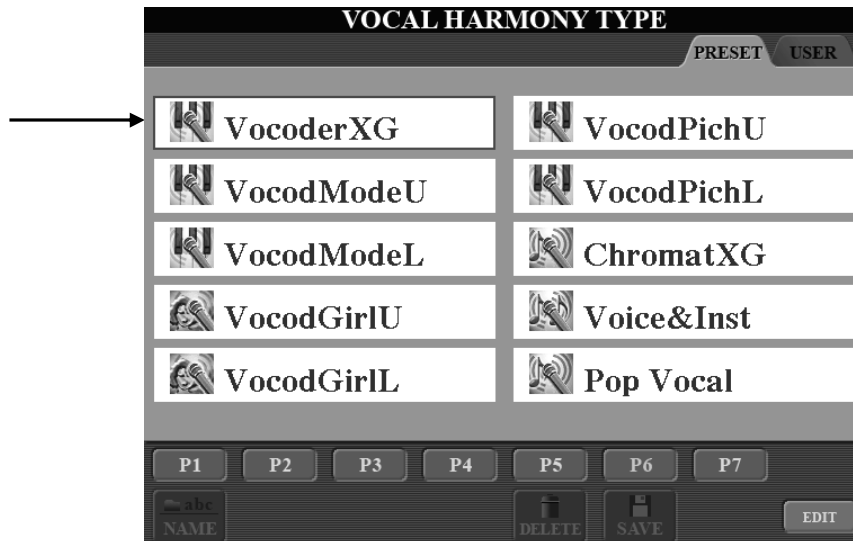 VOCAL HARMONY TYPE
PRESET USER
VocoderXG VocodPichU
VocodModeU VocodPichL
VocodModeL ChromatXG
VocodGirlU Voice&Inst
VocodGirlL Pop Vocal
P1 P2 P3 P4 P5 P6 P7
abc
NAME DELETE SAVE EDIT